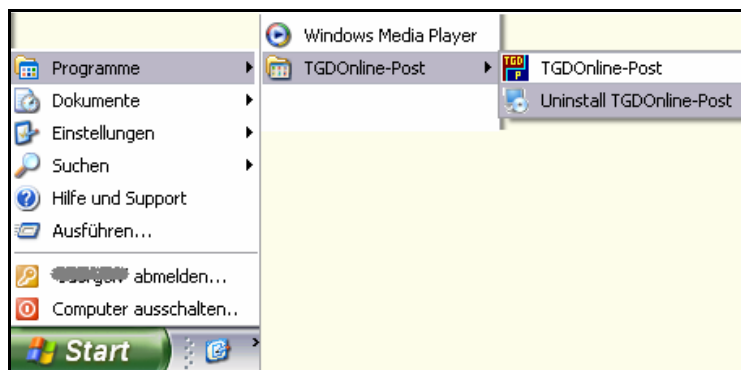 Windows Media Player
Programme
TGDOnline-Post
TGD
P
TGDOnline-Post
Dokumente
Uninstall TGDOnline-Post
Einstellungen
Suchen
Hilfe und Support
Ausführen...
abmelden...
Computer ausschalten..
Start